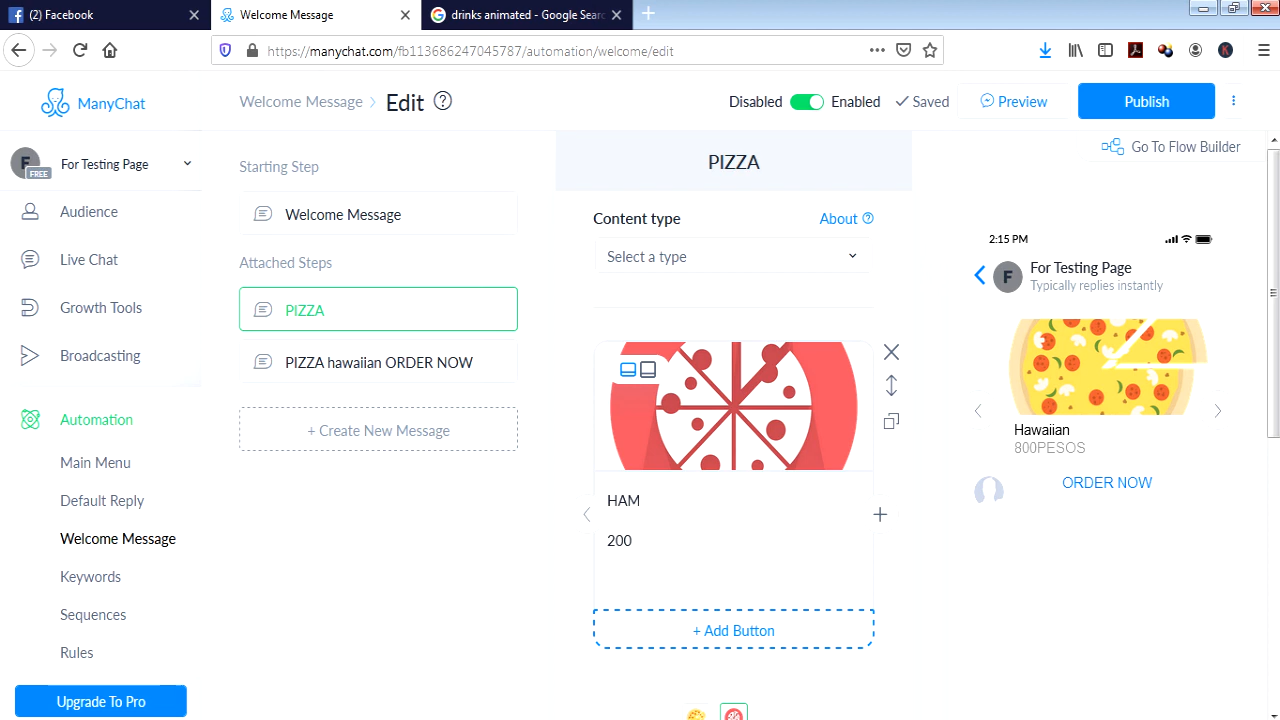 (2) Facebook
Welcome Message
drinks animated - Google Searc
https://manychat.com/fb113686247045787/automation/welcome/edit
K
ManyChat
Welcome Message > Edit ?
Disabled Enabled
Saved
Preview
Publish
F
FREE
For Testing Page
Audience
Live Chat
Growth Tools
Broadcasting
Automation
Main Menu
Default Reply
Welcome Message
Keywords
Sequences
Rules
Upgrade To Pro
Starting Step
Welcome Message
Attached Steps
PIZZA
PIZZA hawaiian ORDER NOW
+ Create New Message
PIZZA
Content type
About ?
Select a type
HAM
200
+ Add Button
Go To Flow Builder
2:15 PM
F
For Testing Page
Typically replies instantly
Hawaiian
800PESOS
ORDER NOW